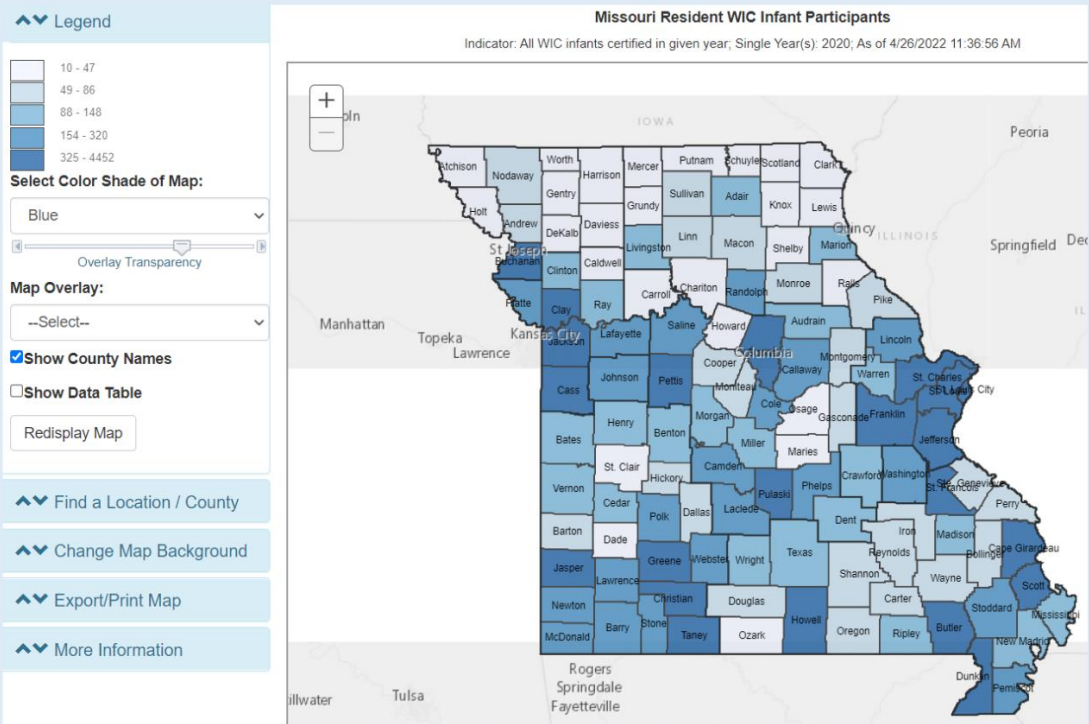 Legend
10 - 47
49 - 86
88 - 148
154 - 320
325 - 4452
Select Color Shade of Map:
Blue
Overlay Transparency
Map Overlay:
--Select--
Show County Names
Show Data Table
Redisplay Map
Find a Location / County
Change Map Background
Export/Print Map
More Information
Missouri Resident WIC Infant Participants
Indicator: All WIC infants certified in given year; Single Year(s): 2020; As of 4/26/2022 11:36:56 AM
+
−
oln
IOWA
Peoria
Atchison Nodaway Worth Harrison Mercer Putnam Schuyle Scotland Clark
Gentry Sullivan Adair
Holt Andrew Grundy Knox Lewis
DeKalb Daviess Linn Macon Quincy ILLINOIS
St Joseph Livingston Shelby Marion Springfield Dec
Buchanan Clinton Caldwell
Chariton Monroe Ralls
Platte Clay Ray Carroll Randolph Pike
IL
Manhattan Topeka Kansas City Lafayette Saline Howard Audrain
Lawrence Jackson Columbia Lincoln
Cooper Montgomery
Cass Johnson Pettis Moniteau Callaway Warren St. Charles
St. Louis St. Louis City
Cole Osage Gasconade Franklin
Bates Henry Benton Morgan Miller Maries Jefferson
St. Clair Hickory Camden Crawford Washington
Vernon Pulaski Phelps St. Francois Ste. Genevieve
Cedar Polk Dallas Laclede Dent Perry
Barton Dade Iron Madison Bollinger Cape Girardeau
Jasper Greene Webster Wright Texas Reynolds
Lawrence Shannon Wayne Scott
Newton Christian Douglas Carter Stoddard Mississippi
McDonald Barry Stone Taney Ozark Howell Oregon Ripley Butler New Madrid
Rogers
Springdale
Fayetteville
Dunklin Pemiscot
illwater Tulsa